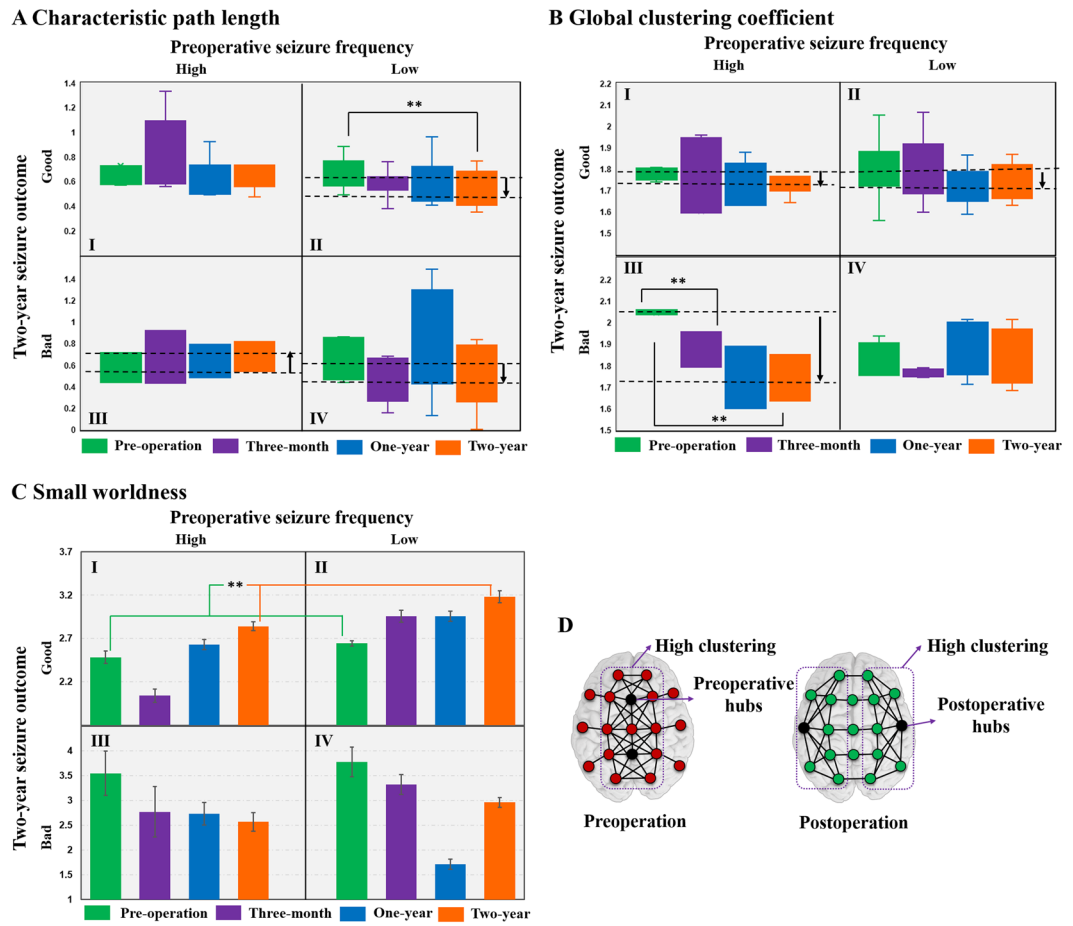 A Characteristic path length
Preoperative seizure frequency
High Low
Two-year seizure outcome
Good
Bad
1.4
1.2
1
0.8
0.6
0.4
0.2
I
**
II
1.4
1.2
1
0.8
0.6
0.4
0.2
0
III
IV
Pre-operation Three-month One-year Two-year
B Global clustering coefficient
Preoperative seizure frequency
High Low
Two-year seizure outcome
Good
Bad
2.2
2.1
2
1.9
1.8
1.7
1.6
1.5
1.4
I
II
2.2
2.1
2
1.9
1.8
1.7
1.6
1.5
III
**
**
IV
Pre-operation Three-month One-year Two-year
C Small worldness
Preoperative seizure frequency
High Low
Two-year seizure outcome
Good
Bad
3.7
3.2
2.7
2.2
I
**
II
4
3.5
3
2.5
2
1.5
1
III
IV
Pre-operation Three-month One-year Two-year
D
High clustering
Preoperative
hubs
Preoperation
High clustering
Postoperative
hubs
Postoperation